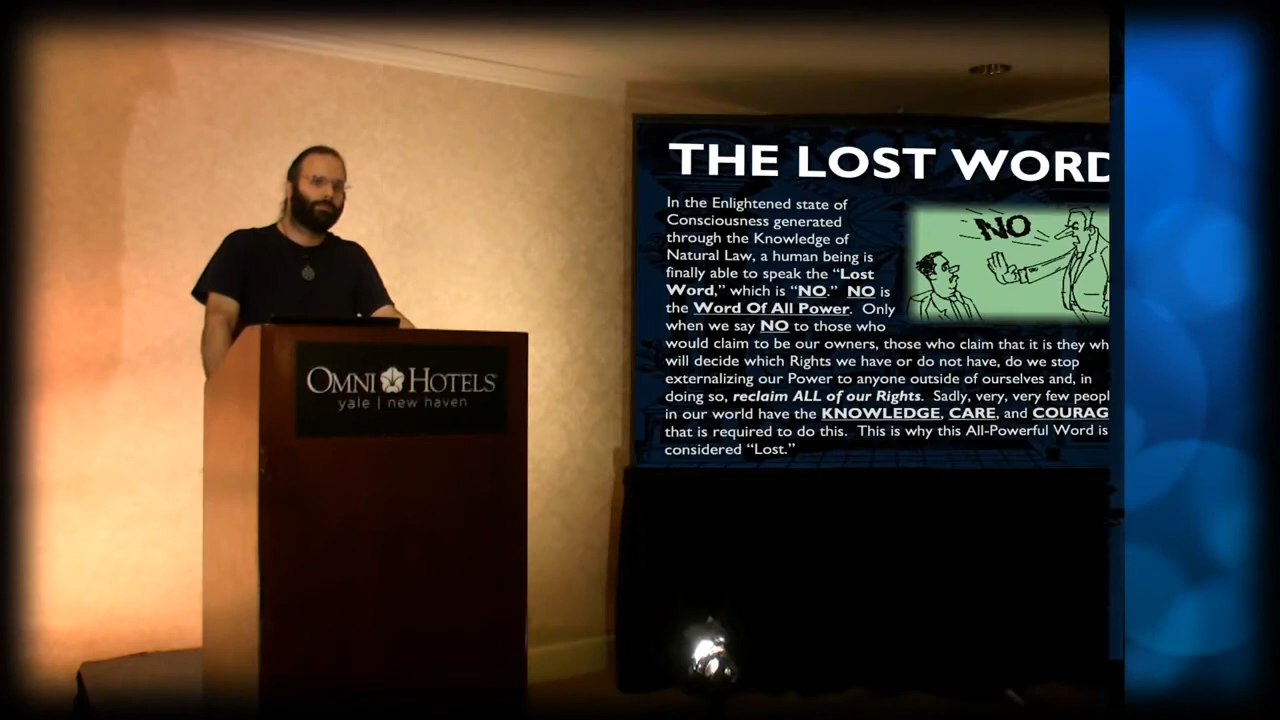 THE LOST WORD
In the Enlightened state of
Consciousness generated
through the Knowledge of
Natural Law, a human being is
finally able to speak the “Lost
Word,” which is “NO.” NO is
the Word Of All Power. Only
when we say NO to those who
would claim to be our owners, those who claim that it is they wh
will decide which Rights we have or do not have, do we stop
externalizing our Power to anyone outside of ourselves and, in
doing so, reclaim ALL of our Rights. Sadly, very, very few peopl
in our world have the KNOWLEDGE, CARE, and COURAG
that is required to do this. This is why this All-Powerful Word is
considered “Lost.”
NO
OMNI HOTELS
yale | new haven